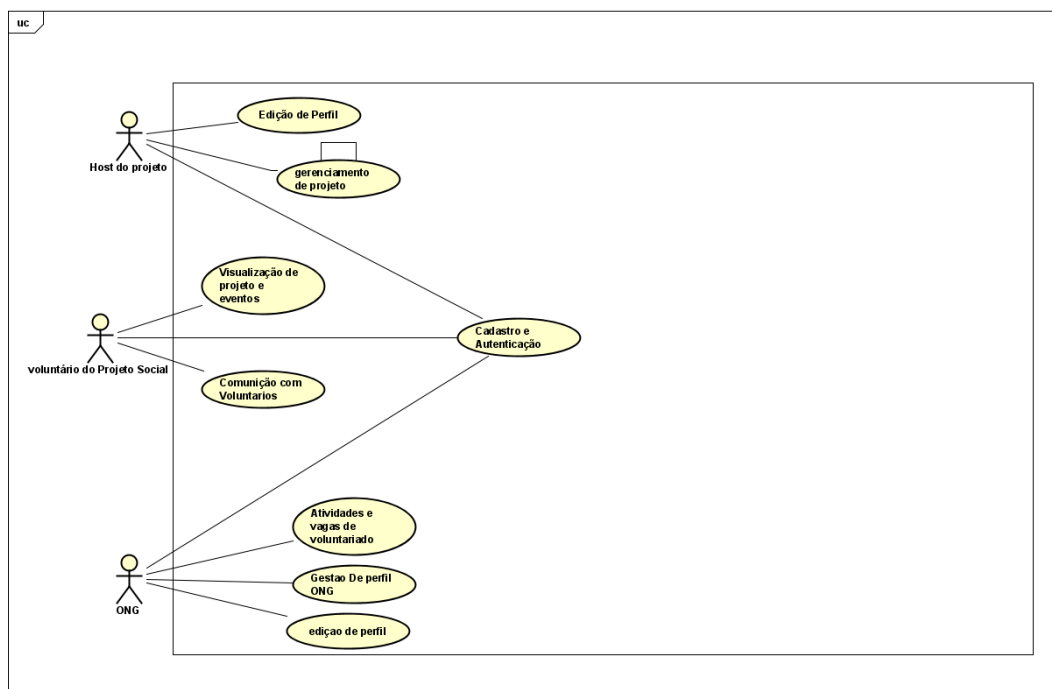 uc
Edição de Perfil
Host do projeto
gerenciamento
de projeto
Visualização de
projeto e
eventos
Cadastro e
Autenticação
voluntário do Projeto Social
Comunição com
Voluntarios
Atividades e
vagas de
voluntariado
Gestao De perfil
ONG
ONG
ediçao de perfil